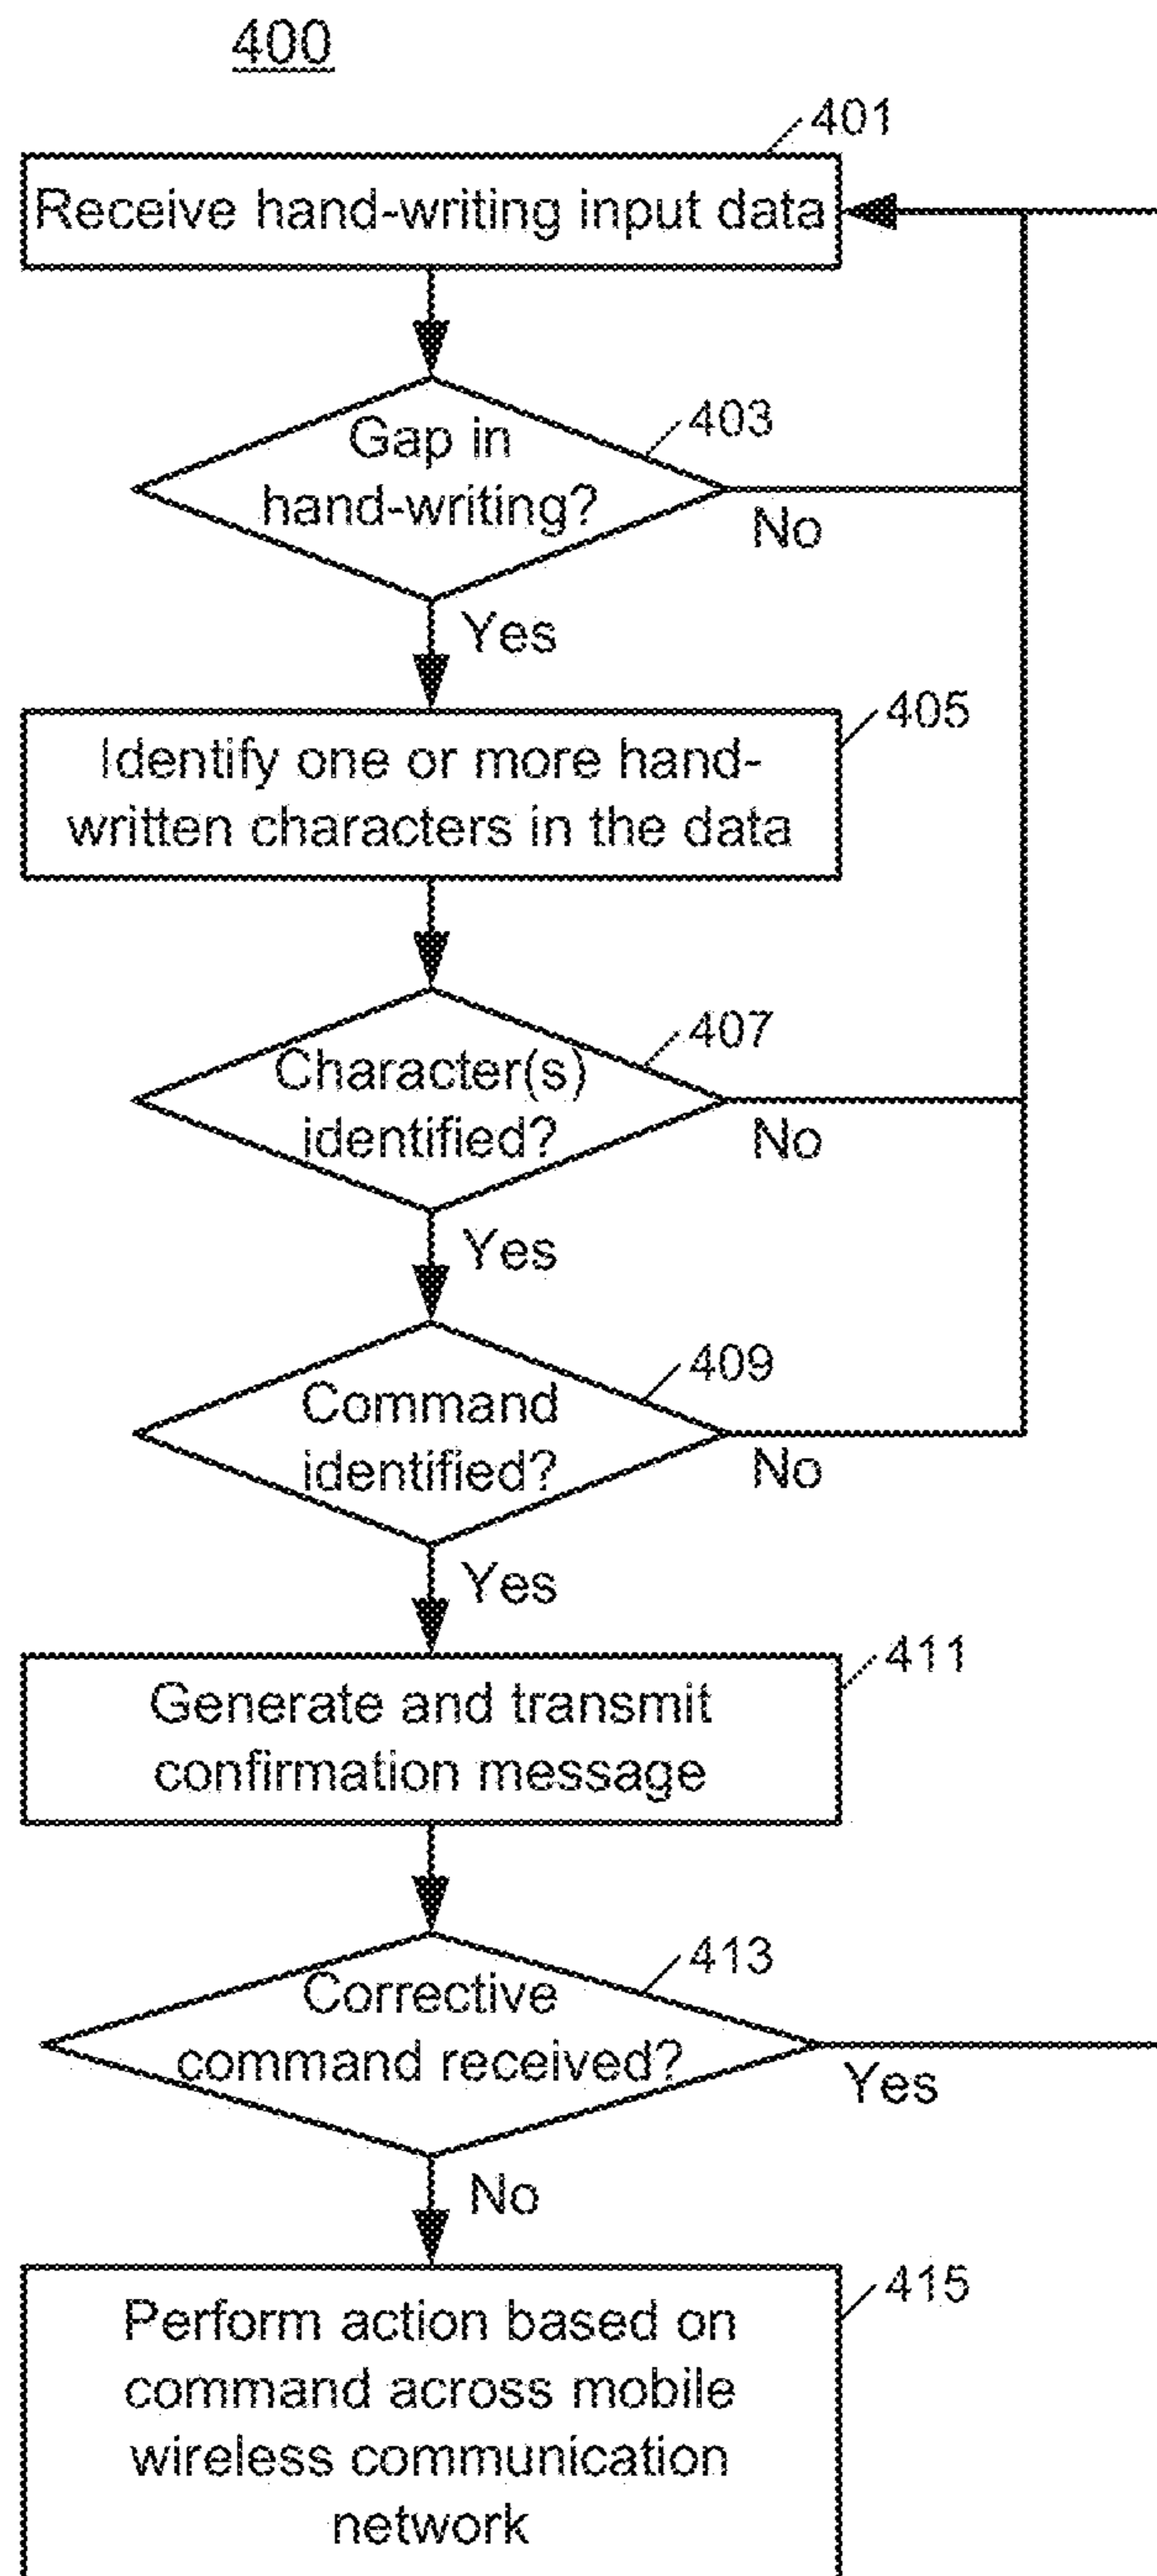 400
401
Receive hand-writing input data
403
Gap in
hand-writing?
No
Yes
405
Identify one or more hand-
written characters in the data
407
Character(s)
identified?
No
Yes
409
Command
identified?
No
Yes
411
Generate and transmit
confirmation message
413
Corrective
command received?
Yes
No
415
Perform action based on
command across mobile
wireless communication
network